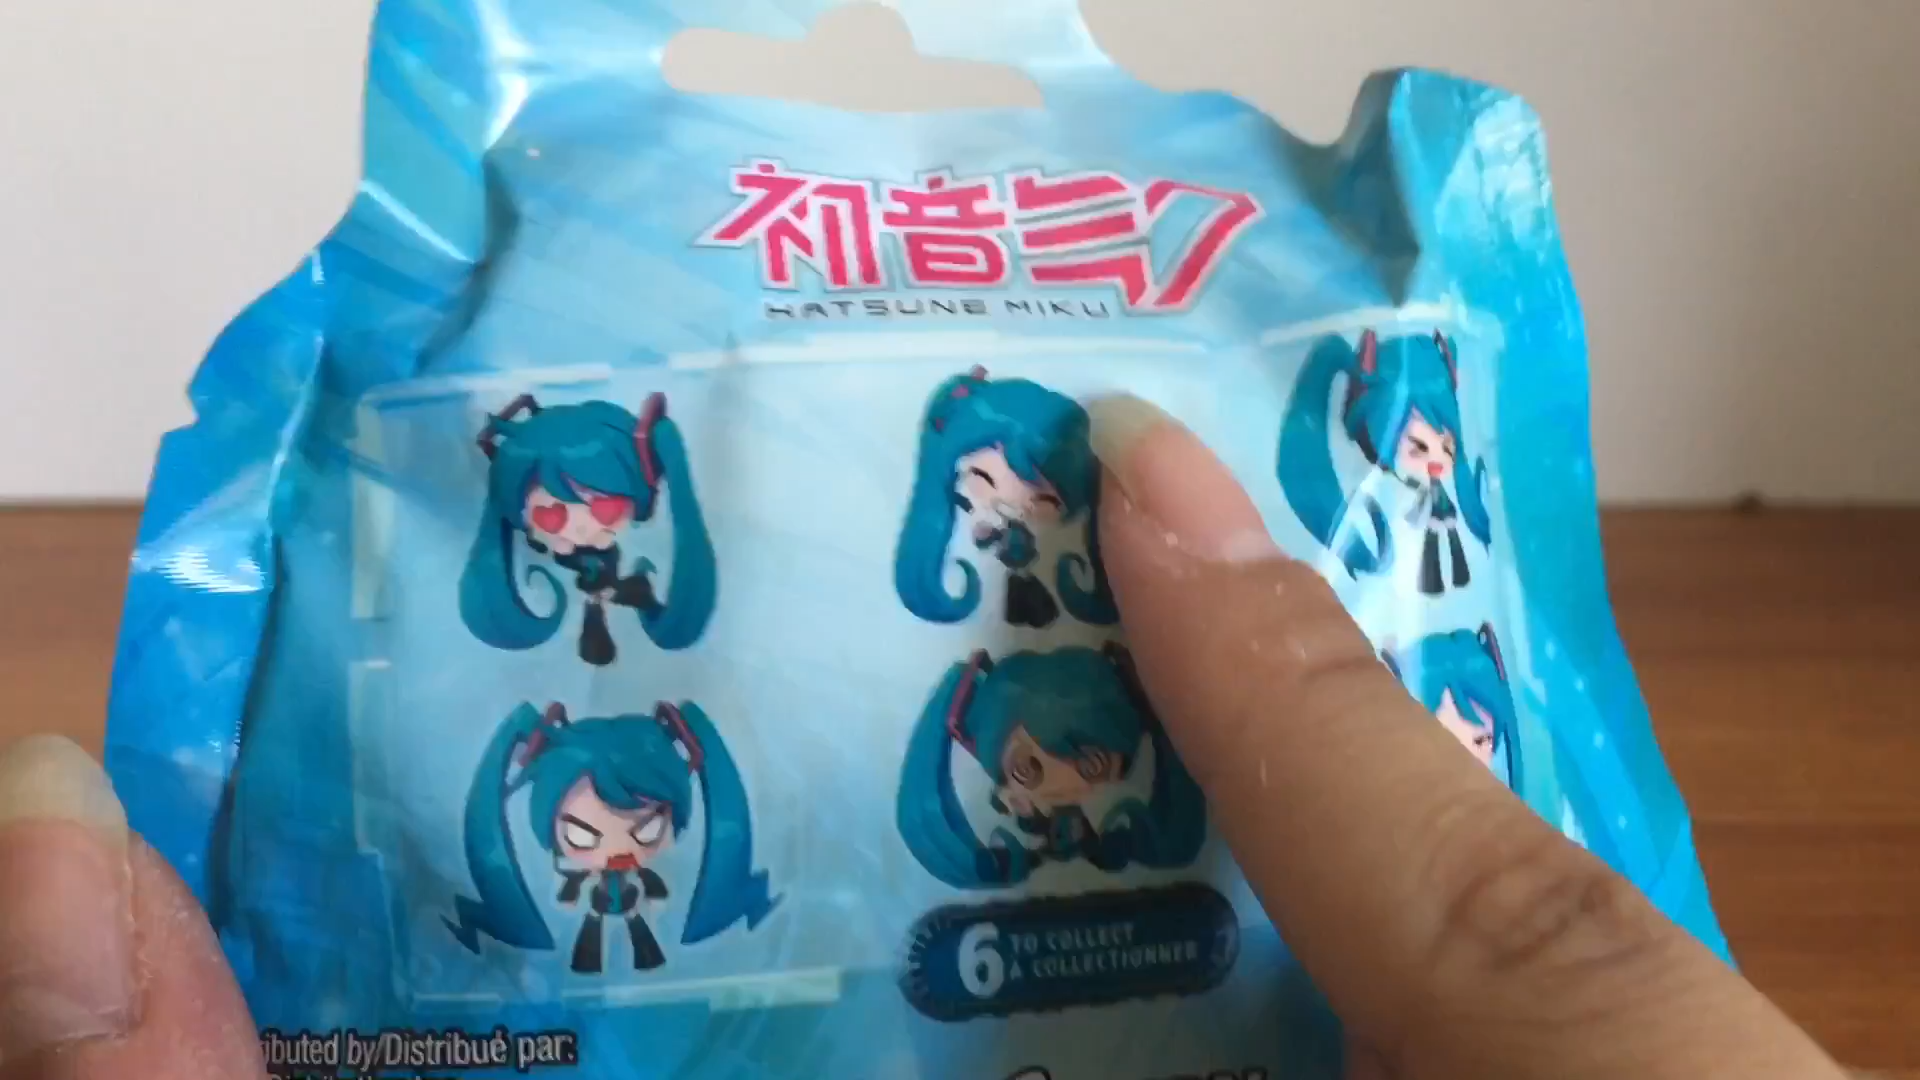 初音ミク
HATSUNE MIKU
6 TO COLLECT
À COLLECTIONNER
ibuted by/Distribué par: